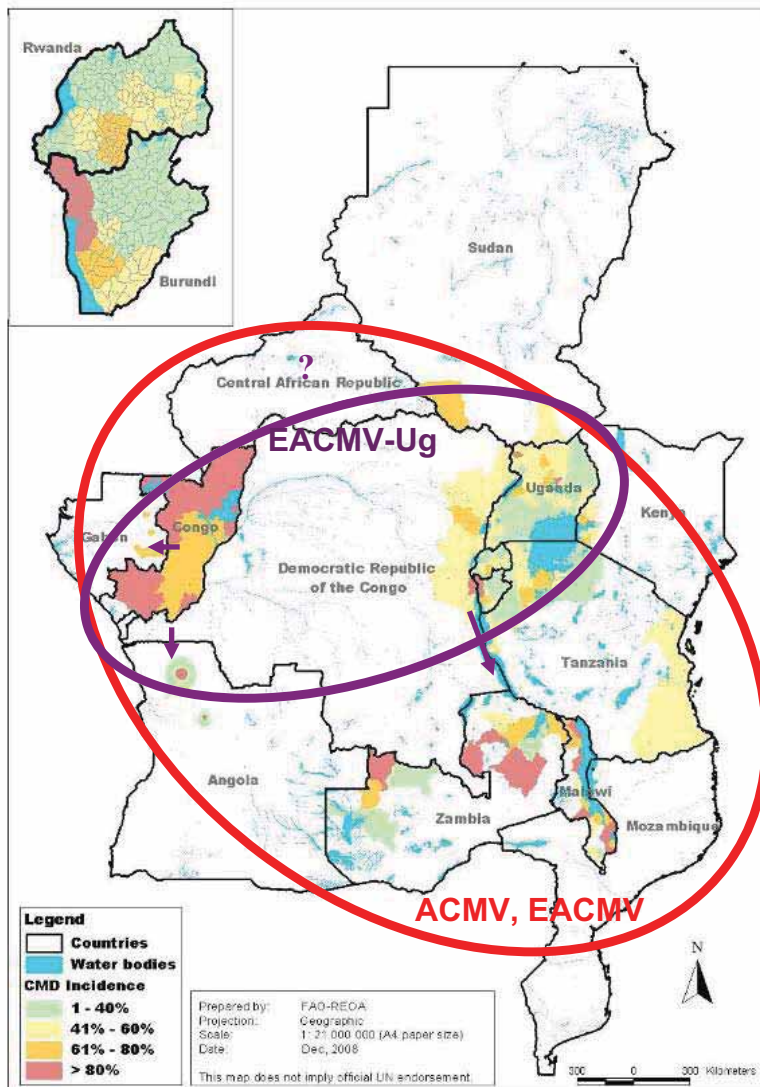 Rwanda
Burundi
Sudan
?
Central African Republic
EACMV-Ug
Uganda
Kenya
Gabon
Congo
Democratic Republic
of the Congo
Tanzania
Angola
Malawi
Zambia
Mozambique
ACMV, EACMV
Legend
Countries
Water bodies
CMD Incidence
1 - 40%
41% - 60%
61% - 80%
> 80%
Prepared by: FAO-REOA
Projection: Geographic
Scale: 1: 21 000 000 (A4 paper size)
Date: Dec, 2008
This map does not imply official UN endorsement.
N
300 0 300 Kilometers